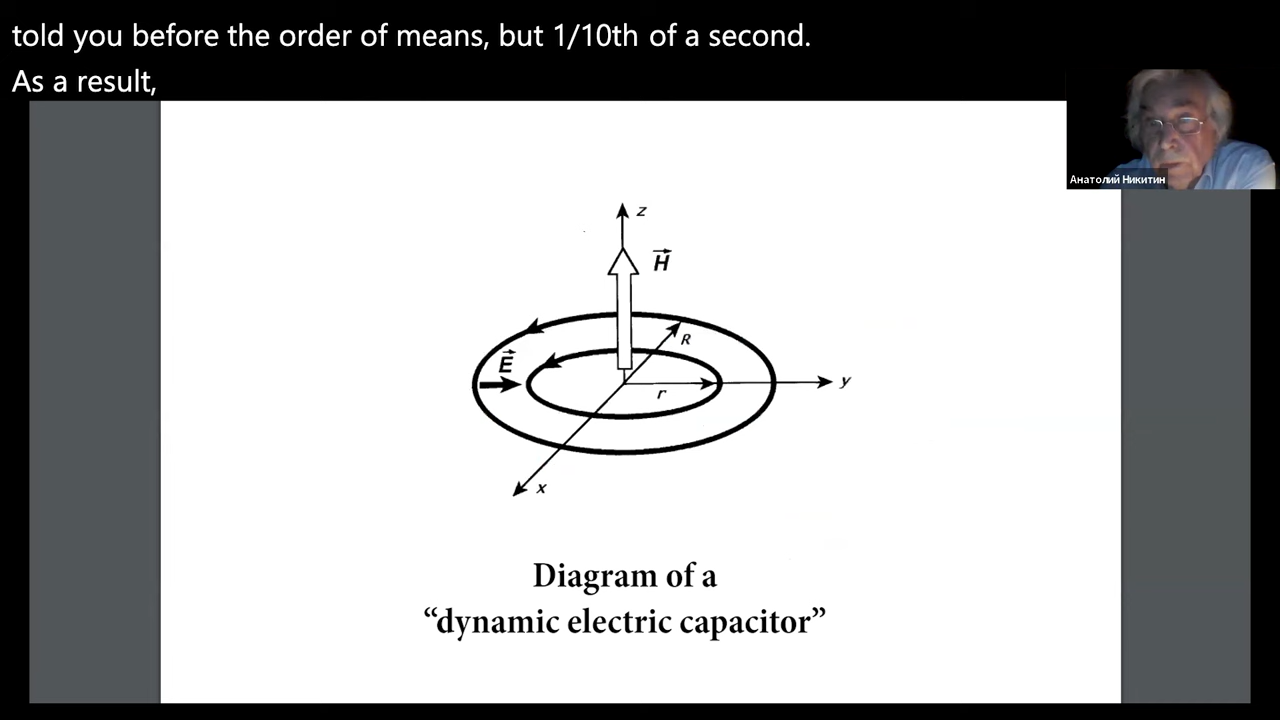 told you before the order of means, but 1/10th of a second.
As a result,
Анатолий Никитин
z
H
R
E
y
r
x
Diagram of a
“dynamic electric capacitor”